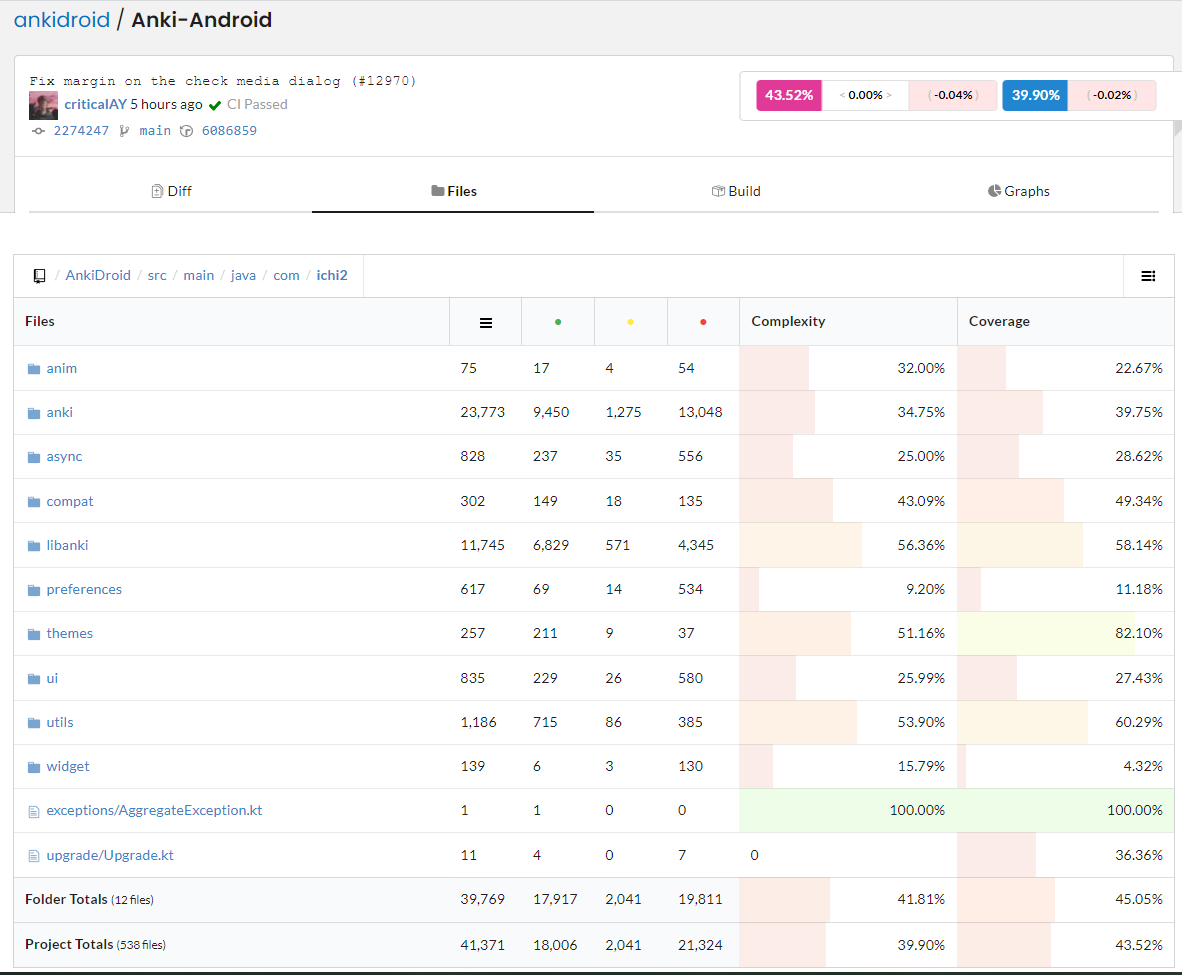 ankidroid / Anki-Android
Fix margin on the check media dialog (#12970)
criticalAY 5 hours ago CI Passed
2274247 main 6086859
43.52% < 0.00% > ( -0.04% ) 39.90% ( -0.02% )
Diff Files Build Graphs
/ AnkiDroid / src / main / java / com / ichi2
Files Complexity Coverage
anim 75 17 4 54 32.00% 22.67%
anki 23,773 9,450 1,275 13,048 34.75% 39.75%
async 828 237 35 556 25.00% 28.62%
compat 302 149 18 135 43.09% 49.34%
libanki 11,745 6,829 571 4,345 56.36% 58.14%
preferences 617 69 14 534 9.20% 11.18%
themes 257 211 9 37 51.16% 82.10%
ui 835 229 26 580 25.99% 27.43%
utils 1,186 715 86 385 53.90% 60.29%
widget 139 6 3 130 15.79% 4.32%
exceptions/AggregateException.kt 1 1 0 0 100.00% 100.00%
upgrade/Upgrade.kt 11 4 0 7 0 36.36%
Folder Totals (12 files) 39,769 17,917 2,041 19,811 41.81% 45.05%
Project Totals (538 files) 41,371 18,006 2,041 21,324 39.90% 43.52%